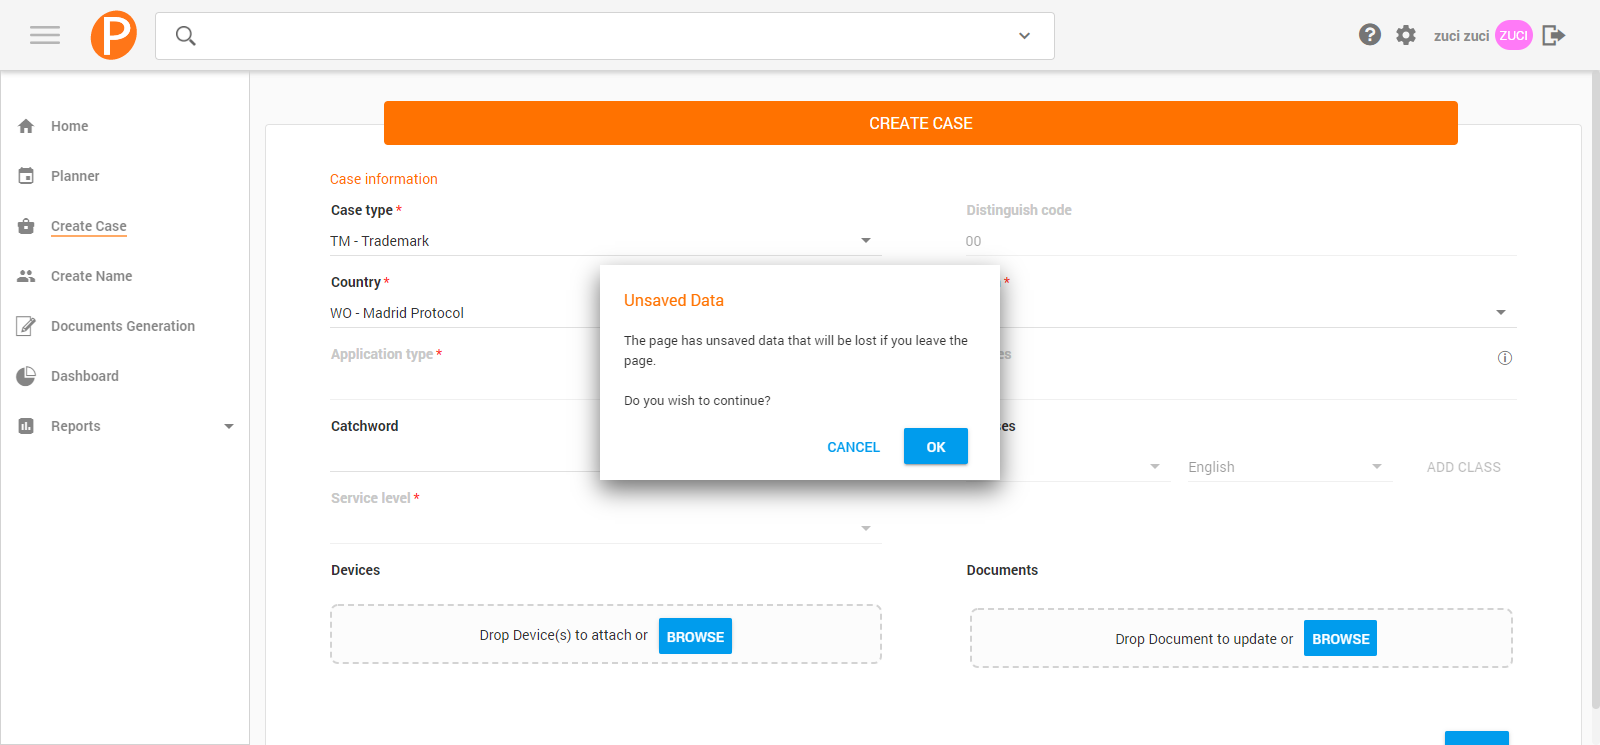 P
zuci zuci
ZUCI
Home
Planner
Create Case
Create Name
Documents Generation
Dashboard
Reports
CREATE CASE
Case information
Case type *
Distinguish code
TM - Trademark
00
Country *
*
WO - Madrid Protocol
Application type *
es
Unsaved Data
The page has unsaved data that will be lost if you leave the
page.
Do you wish to continue?
CANCEL
OK
Catchword
ses
English
ADD CLASS
Service level *
Devices
Documents
Drop Device(s) to attach or
BROWSE
Drop Document to update or
BROWSE